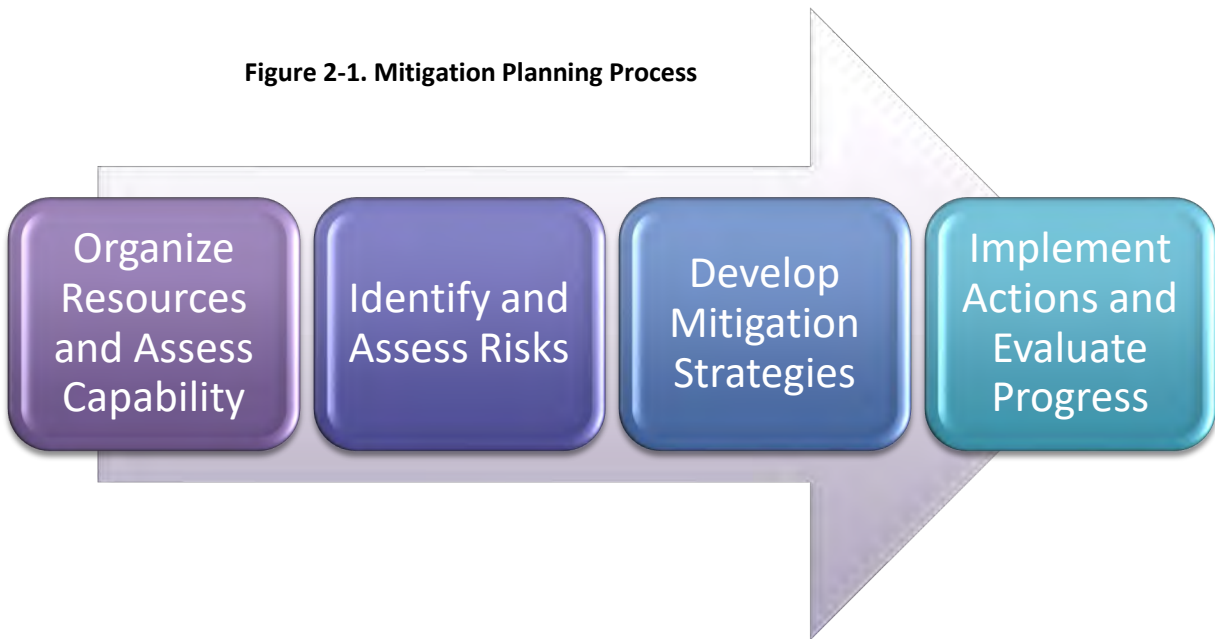 Figure 2-1. Mitigation Planning Process
Organize
Resources
and Assess
Capability
Identify and
Assess Risks
Develop
Mitigation
Strategies
Implement
Actions and
Evaluate
Progress